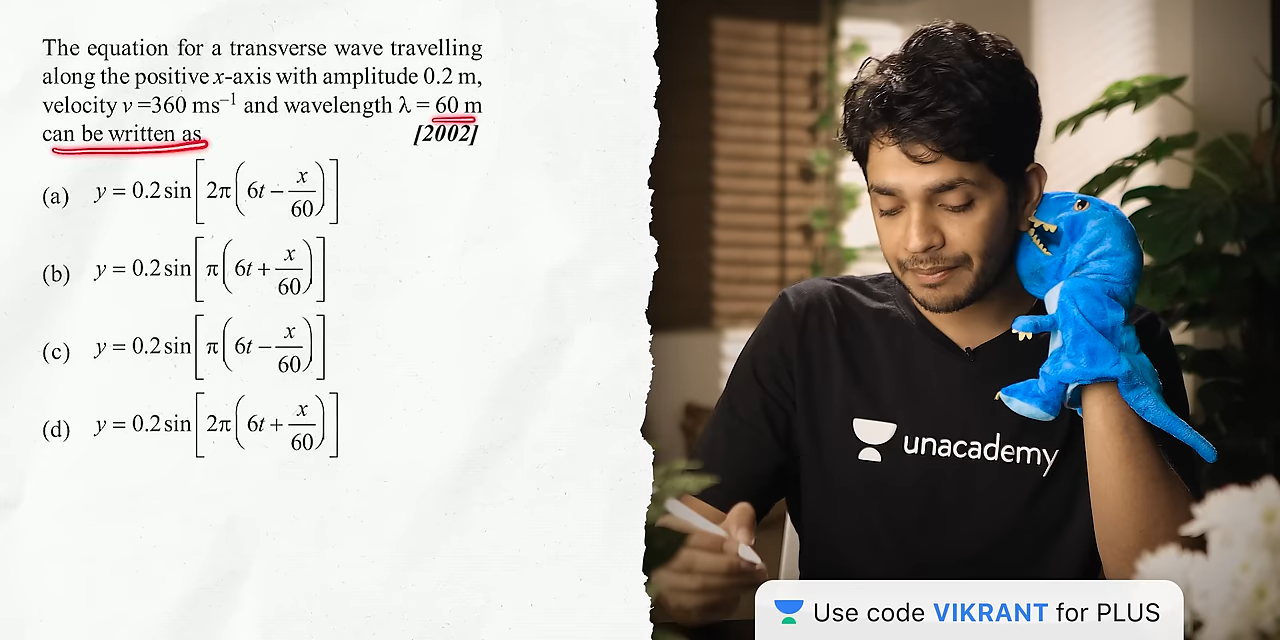 The equation for a transverse wave travelling
along the positive x-axis with amplitude 0.2 m,
velocity v =360 ms⁻¹ and wavelength λ = 60 m
can be written as [2002]
(a) y = 0.2 sin[2π(6t − x/60)]
(b) y = 0.2 sin[π(6t + x/60)]
(c) y = 0.2 sin[π(6t − x/60)]
(d) y = 0.2 sin[2π(6t + x/60)]
unacademy
Use code VIKRANT for PLUS